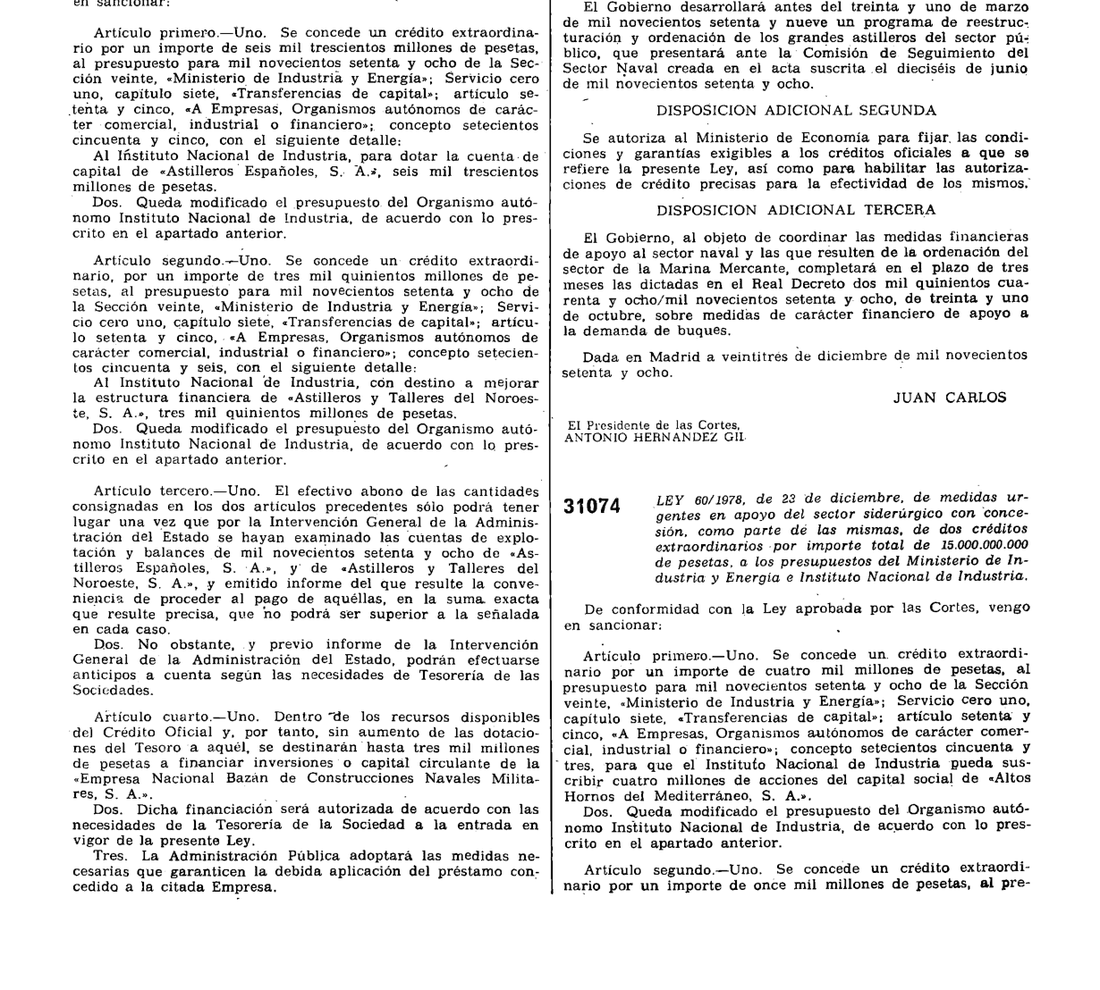 en sancionar:
Artículo primero.—Uno. Se concede un crédito extraordina-
rio por un importe de seis mil trescientos millones de pesetas,
al presupuesto para mil novecientos setenta y ocho de la Sec-
ción veinte, «Ministerio de Industria y Energía»; Servicio cero
uno, capítulo siete, «Transferencias de capital»; artículo se-
tenta y cinco, «A Empresas, Organismos autónomos de carác-
ter comercial, industrial o financiero»; concepto setecientos
cincuenta y cinco, con el siguiente detalle:
Al Instituto Nacional de Industria, para dotar la cuenta de
capital de «Astilleros Españoles, S. A.», seis mil trescientos
millones de pesetas.
Dos. Queda modificado el presupuesto del Organismo autó-
nomo Instituto Nacional de Industria, de acuerdo con lo pres-
crito en el apartado anterior.
Artículo segundo.—Uno. Se concede un crédito extraordi-
nario, por un importe de tres mil quinientos millones de pe-
setas, al presupuesto para mil novecientos setenta y ocho de
la Sección veinte, «Ministerio de Industria y Energía»; Servi-
cio cero uno, capítulo siete, «Transferencias de capital»; artícu-
lo setenta y cinco, «A Empresas, Organismos autónomos de
carácter comercial, industrial o financiero»; concepto setecien-
tos cincuenta y seis, con el siguiente detalle:
Al Instituto Nacional de Industria, con destino a mejorar
la estructura financiera de «Astilleros y Talleres del Noroes-
te, S. A.», tres mil quinientos millones de pesetas.
Dos. Queda modificado el presupuesto del Organismo autó-
nomo Instituto Nacional de Industria, de acuerdo con lo pres-
crito en el apartado anterior.
Artículo tercero.—Uno. El efectivo abono de las cantidades
consignadas en los dos artículos precedentes sólo podrá tener
lugar una vez que por la Intervención General de la Adminis-
tración del Estado se hayan examinado las cuentas de explo-
tación y balances de mil novecientos setenta y ocho de «As-
tilleros Españoles, S. A.», y de «Astilleros y Talleres del
Noroeste, S. A.», y emitido informe del que resulte la conve-
niencia de proceder al pago de aquéllas, en la suma exacta
que resulte precisa, que no podrá ser superior a la señalada
en cada caso.
Dos. No obstante, y previo informe de la Intervención
General de la Administración del Estado, podrán efectuarse
anticipos a cuenta según las necesidades de Tesorería de las
Sociedades.
Artículo cuarto.—Uno. Dentro de los recursos disponibles
del Crédito Oficial y, por tanto, sin aumento de las dotacio-
nes del Tesoro a aquél, se destinarán hasta tres mil millones
de pesetas a financiar inversiones o capital circulante de la
«Empresa Nacional Bazán de Construcciones Navales Milita-
res, S. A.».
Dos. Dicha financiación será autorizada de acuerdo con las
necesidades de la Tesorería de la Sociedad a la entrada en
vigor de la presente Ley.
Tres. La Administración Pública adoptará las medidas ne-
cesarias que garanticen la debida aplicación del préstamo con-
cedido a la citada Empresa.
El Gobierno desarrollará antes del treinta y uno de marzo
de mil novecientos setenta y nueve un programa de reestruc-
turación y ordenación de los grandes astilleros del sector pú-
blico, que presentará ante la Comisión de Seguimiento del
Sector Naval creada en el acta suscrita el dieciséis de junio
de mil novecientos setenta y ocho.
DISPOSICION ADICIONAL SEGUNDA
Se autoriza al Ministerio de Economía para fijar las condi-
ciones y garantías exigibles a los créditos oficiales a que se
refiere la presente Ley, así como para habilitar las autoriza-
ciones de crédito precisas para la efectividad de los mismos.
DISPOSICION ADICIONAL TERCERA
El Gobierno, al objeto de coordinar las medidas financieras
de apoyo al sector naval y las que resulten de la ordenación del
sector de la Marina Mercante, completará en el plazo de tres
meses las dictadas en el Real Decreto dos mil quinientos cua-
renta y ocho/mil novecientos setenta y ocho, de treinta y uno
de octubre, sobre medidas de carácter financiero de apoyo a
la demanda de buques.
Dada en Madrid a veintitrés de diciembre de mil novecientos
setenta y ocho.
JUAN CARLOS
El Presidente de las Cortes,
ANTONIO HERNANDEZ GIL
31074 LEY 60/1978, de 23 de diciembre, de medidas ur-
gentes en apoyo del sector siderúrgico con conce-
sión, como parte de las mismas, de dos créditos
extraordinarios por importe total de 15.000.000.000
de pesetas, a los presupuestos del Ministerio de In-
dustria y Energía e Instituto Nacional de Industria.
De conformidad con la Ley aprobada por las Cortes, vengo
en sancionar:
Artículo primero.—Uno. Se concede un crédito extraordi-
nario por un importe de cuatro mil millones de pesetas, al
presupuesto para mil novecientos setenta y ocho de la Sección
veinte, «Ministerio de Industria y Energía»; Servicio cero uno,
capítulo siete, «Transferencias de capital»; artículo setenta y
cinco, «A Empresas, Organismos autónomos de carácter comer-
cial, industrial o financiero»; concepto setecientos cincuenta y
tres, para que el Instituto Nacional de Industria pueda sus-
cribir cuatro millones de acciones del capital social de «Altos
Hornos del Mediterráneo, S. A.».
Dos. Queda modificado el presupuesto del Organismo autó-
nomo Instituto Nacional de Industria, de acuerdo con lo pres-
crito en el apartado anterior.
Artículo segundo.—Uno. Se concede un crédito extraordi-
nario por un importe de once mil millones de pesetas, al pre-